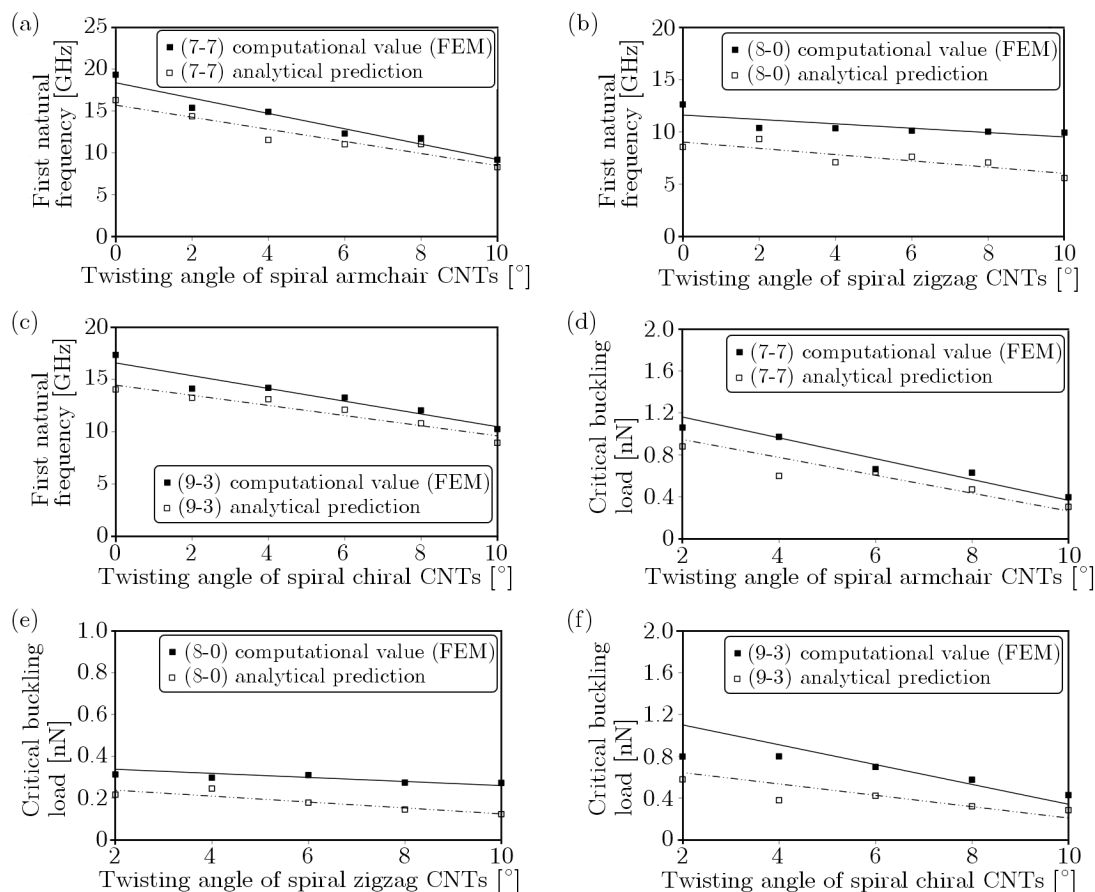 (a)
First natural
frequency [GHz]
25
20
15
10
5
0
(7-7) computational value (FEM)
(7-7) analytical prediction
0 2 4 6 8 10
Twisting angle of spiral armchair CNTs [°]
(b)
First natural
frequency [GHz]
20
15
10
5
0
(8-0) computational value (FEM)
(8-0) analytical prediction
0 2 4 6 8 10
Twisting angle of spiral zigzag CNTs [°]
(c)
First natural
frequency [GHz]
20
15
10
5
0
(9-3) computational value (FEM)
(9-3) analytical prediction
0 2 4 6 8 10
Twisting angle of spiral chiral CNTs [°]
(d)
Critical buckling
load [nN]
2.0
1.6
1.2
0.8
0.4
0
(7-7) computational value (FEM)
(7-7) analytical prediction
2 4 6 8 10
Twisting angle of spiral armchair CNTs [°]
(e)
Critical buckling
load [nN]
1.0
0.8
0.6
0.4
0.2
0
(8-0) computational value (FEM)
(8-0) analytical prediction
2 4 6 8 10
Twisting angle of spiral zigzag CNTs [°]
(f)
Critical buckling
load [nN]
2.0
1.6
1.2
0.8
0.4
0
(9-3) computational value (FEM)
(9-3) analytical prediction
2 4 6 8 10
Twisting angle of spiral chiral CNTs [°]